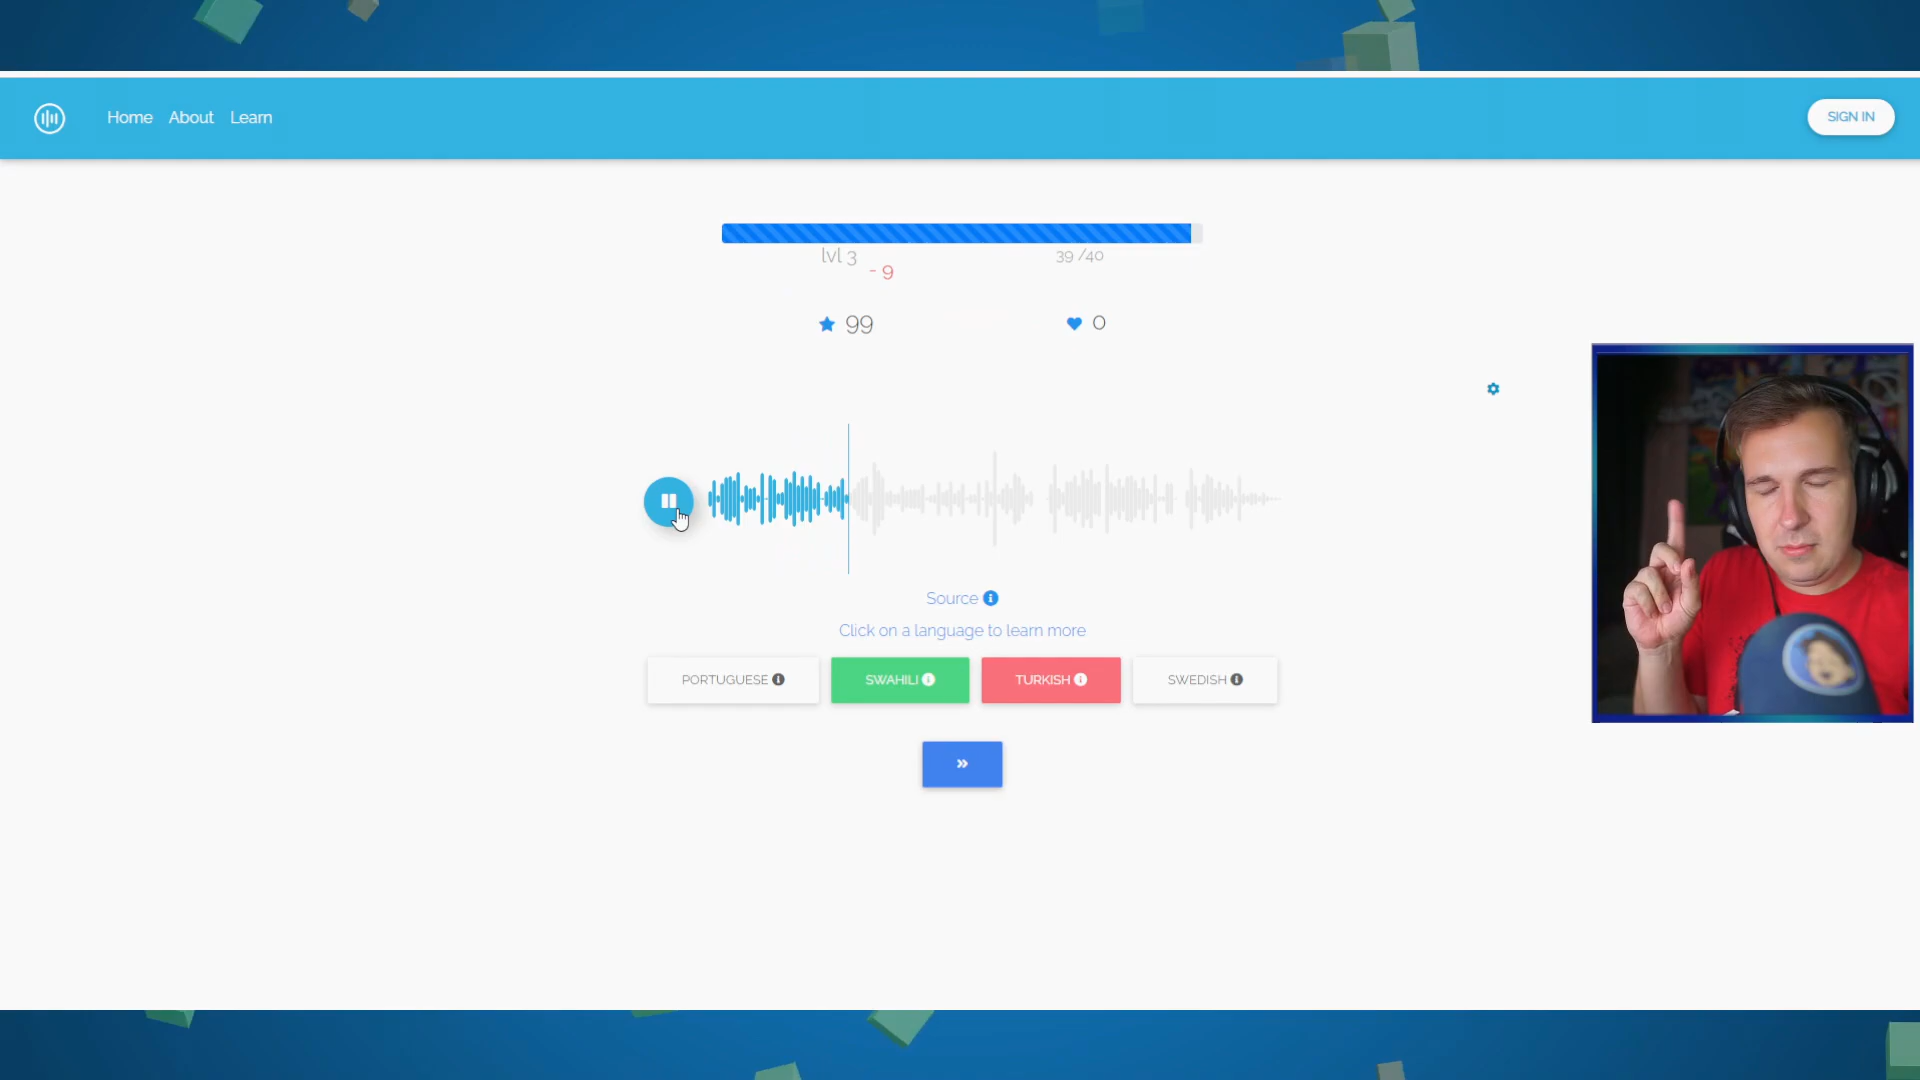 Home About Learn
SIGN IN
lvl 3
39 /40
- 9
99
0
Source
Click on a language to learn more
PORTUGUESE
SWAHILI
TURKISH
SWEDISH
»